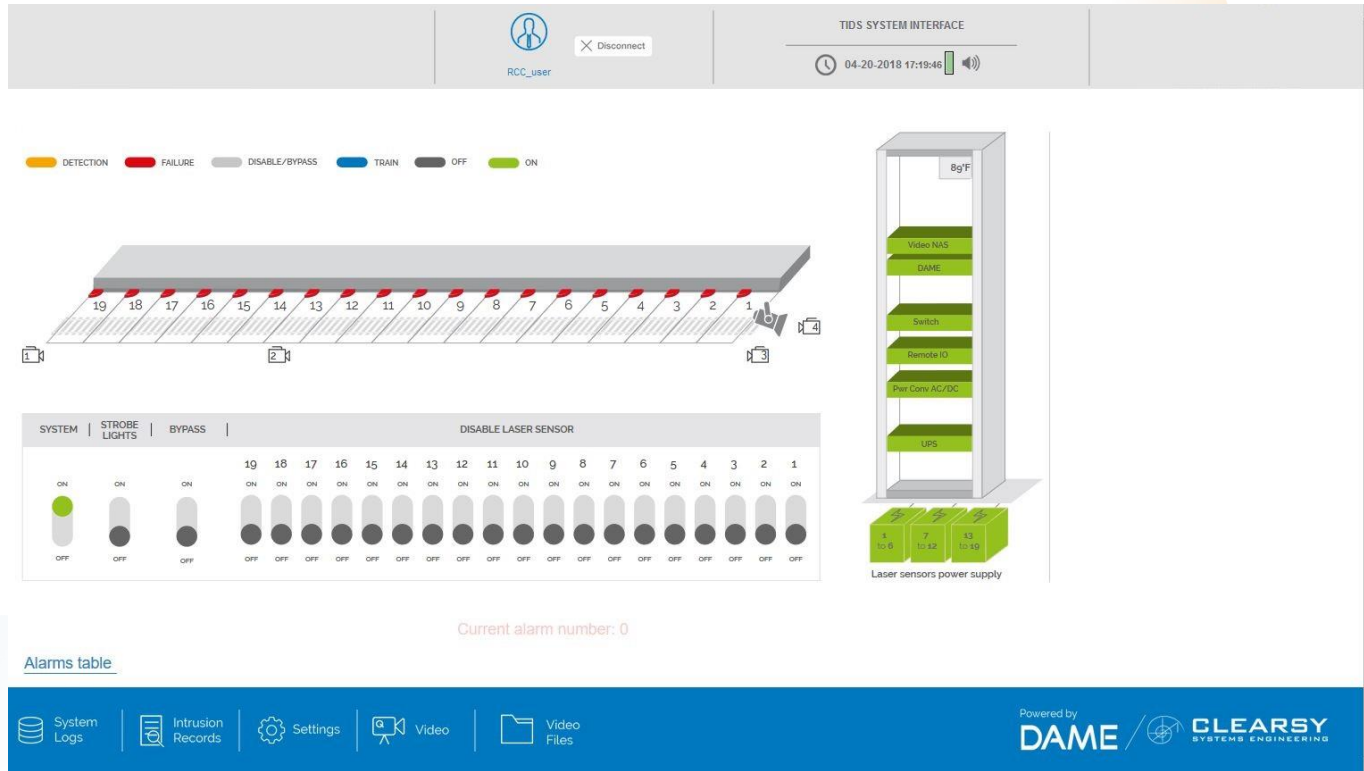 TIDS SYSTEM INTERFACE
Disconnect
RCC_user
04-20-2018 17:19:46
DETECTION FAILURE DISABLE/BYPASS TRAIN OFF ON
89°F
Video NAS
DAME
Switch
Remote IO
Pwr Conv AC/DC
UPS
19 18 17 16 15 14 13 12 11 10 9 8 7 6 5 4 3 2 1
4
1 2 3
SYSTEM | STROBE LIGHTS | BYPASS | DISABLE LASER SENSOR
19 18 17 16 15 14 13 12 11 10 9 8 7 6 5 4 3 2 1
ON ON ON ON ON ON ON ON ON ON ON ON ON ON ON ON ON ON ON ON ON ON
OFF OFF OFF OFF OFF OFF OFF OFF OFF OFF OFF OFF OFF OFF OFF OFF OFF OFF OFF OFF OFF OFF
1 to 6
7 to 12
13 to 19
Laser sensors power supply
Current alarm number: 0
Alarms table
System Logs
Intrusion Records
Settings
Video
Video Files
Powered by
DAME
CLEARSY
SYSTEMS ENGINEERING